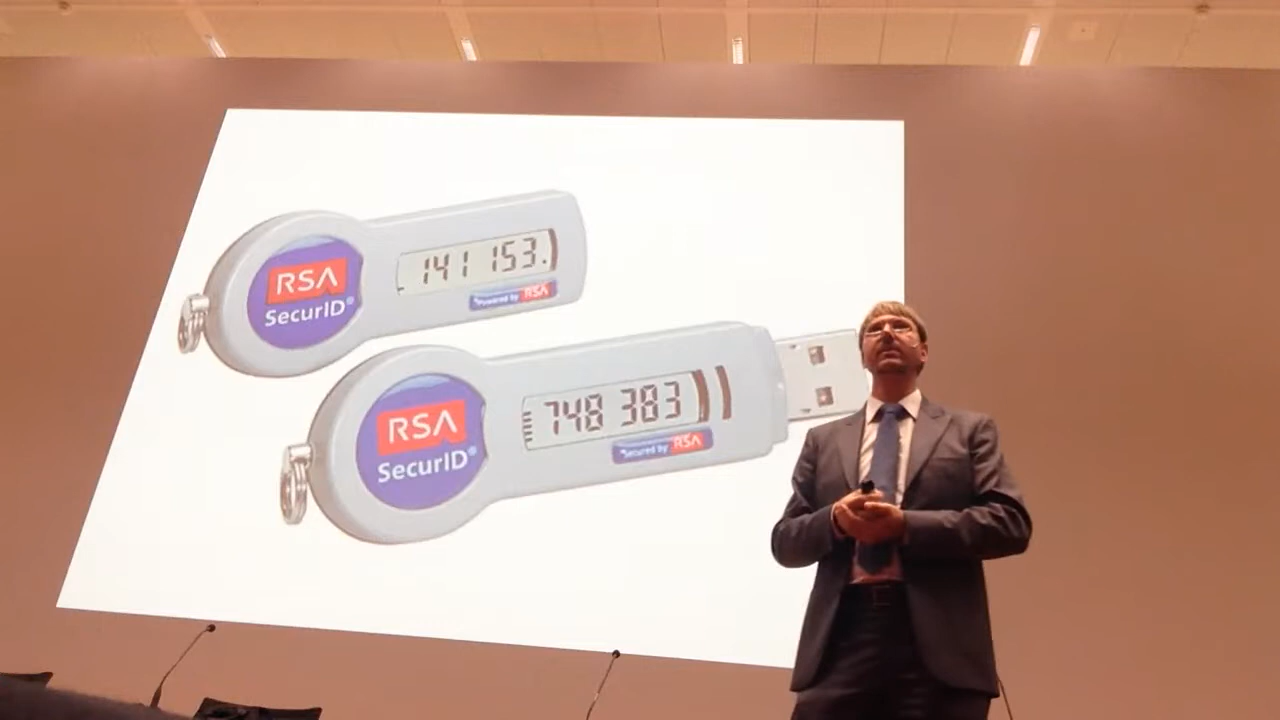 RSA
SecurID®
141 153.
Powered by RSA
RSA
SecurID®
748 383
Secured by RSA